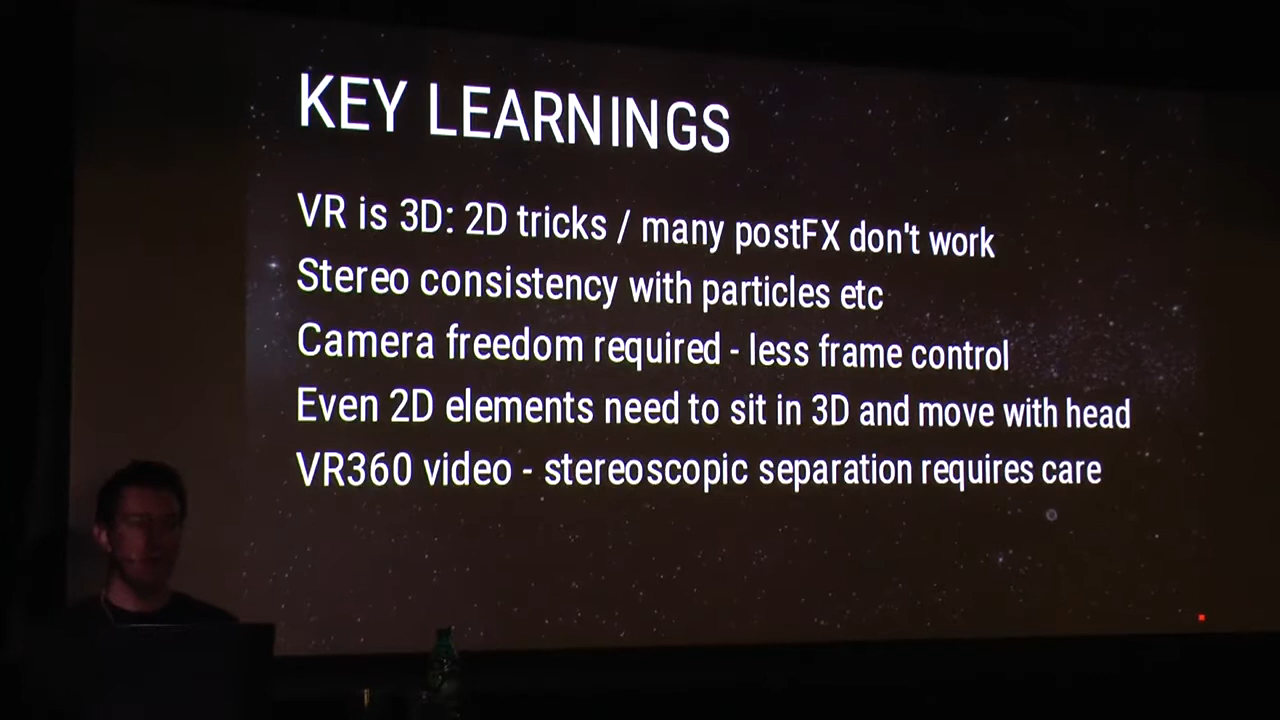 KEY LEARNINGS
VR is 3D: 2D tricks / many postFX don't work
Stereo consistency with particles etc
Camera freedom required - less frame control
Even 2D elements need to sit in 3D and move with head
VR360 video - stereoscopic separation requires care